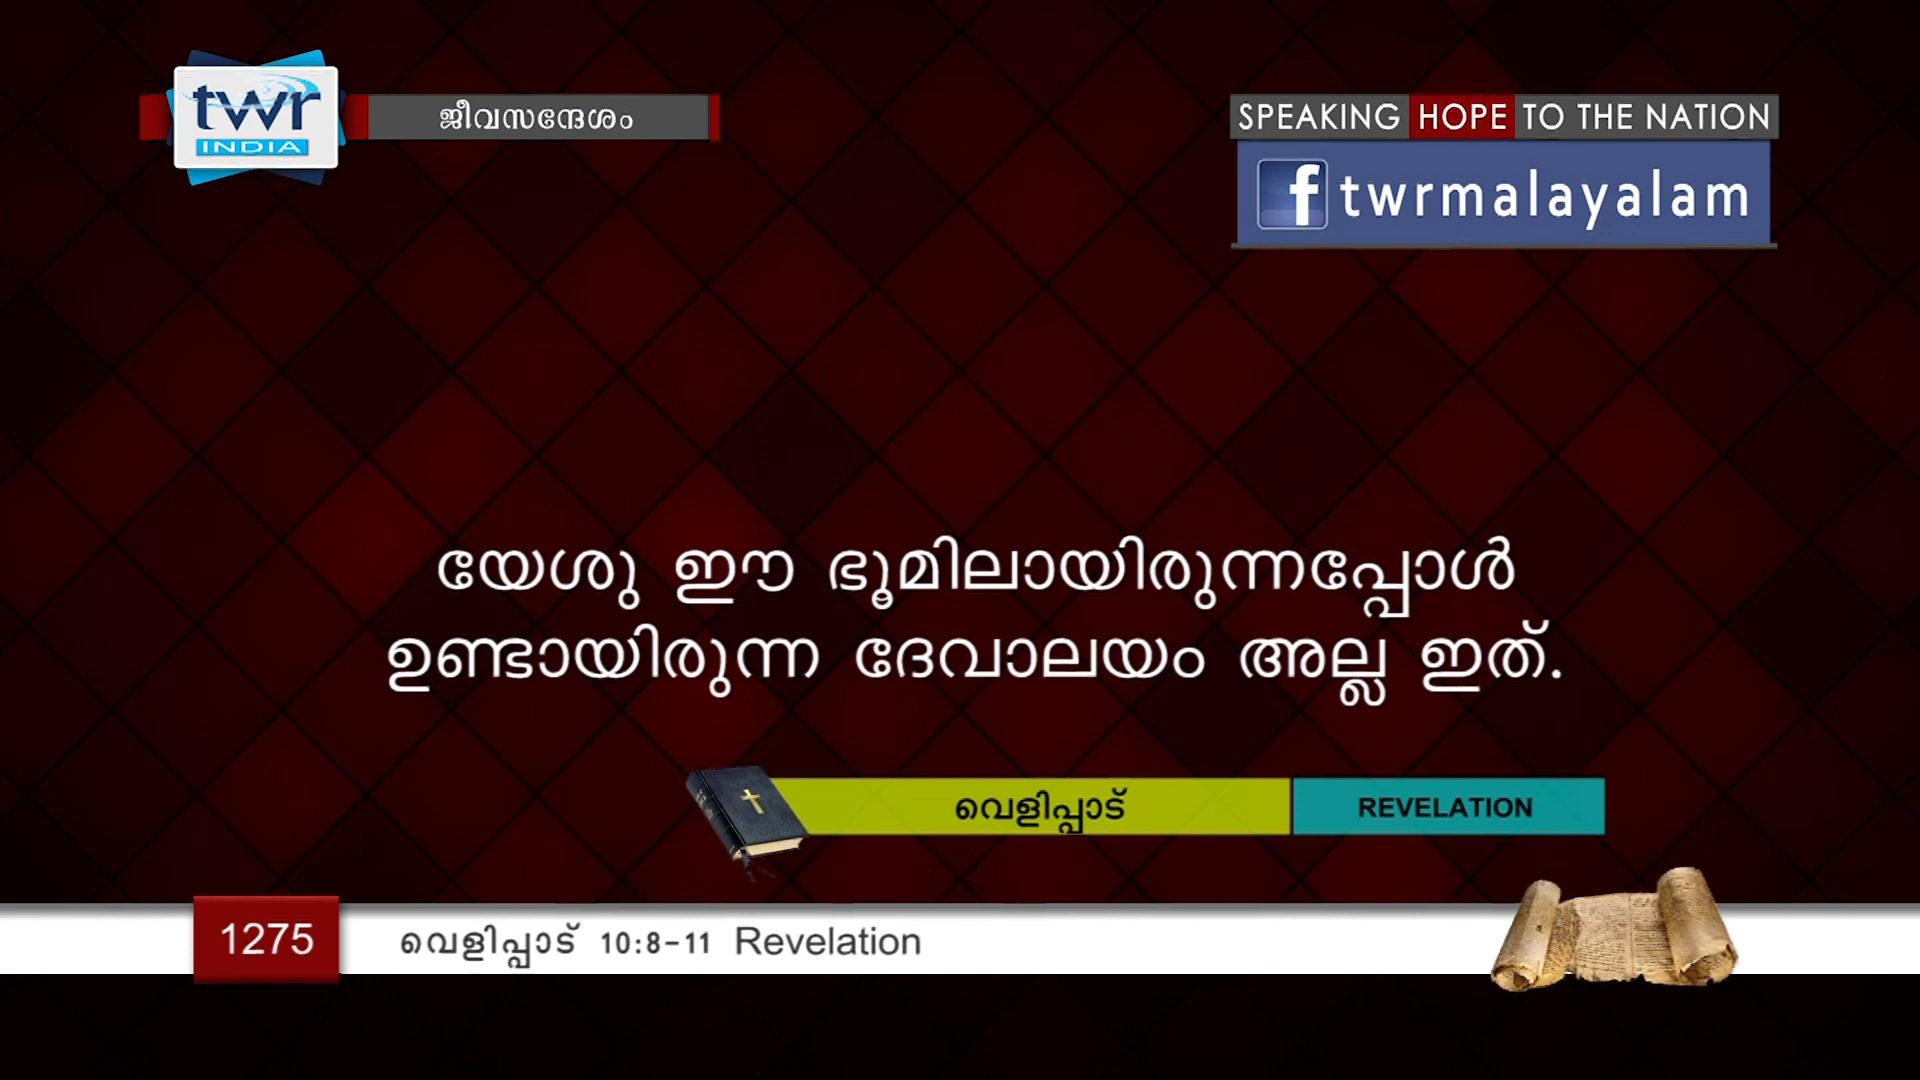 twr
INDIA
ജീവസന്ദേശം
SPEAKING HOPE TO THE NATION
f twrmalayalam
യേശു ഈ ഭൂമിലായിരുന്നപ്പോൾ
ഉണ്ടായിരുന്ന ദേവാലയം അല്ല ഇത്.
വെളിപ്പാട് REVELATION
1275 വെളിപ്പാട് 10:8-11 Revelation